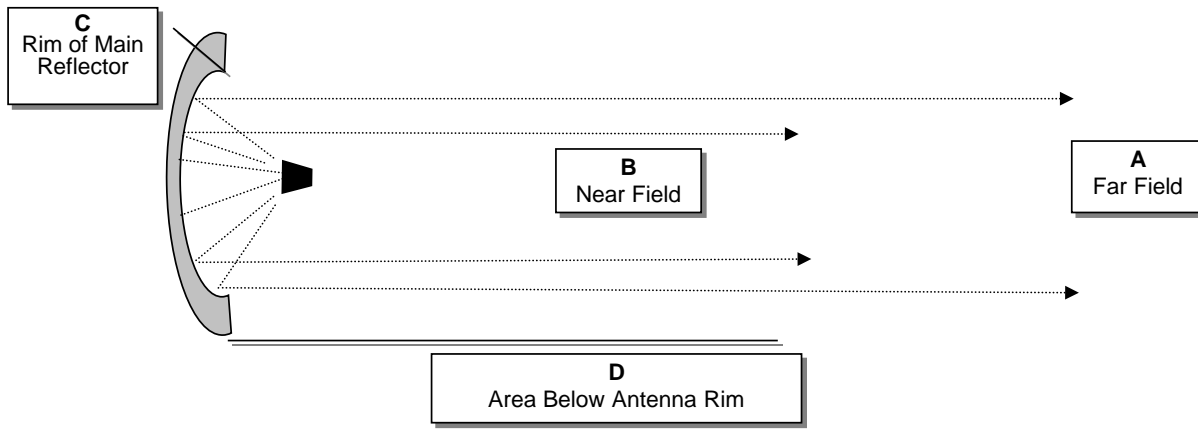 C
Rim of Main
Reflector
B
Near Field
A
Far Field
D
Area Below Antenna Rim